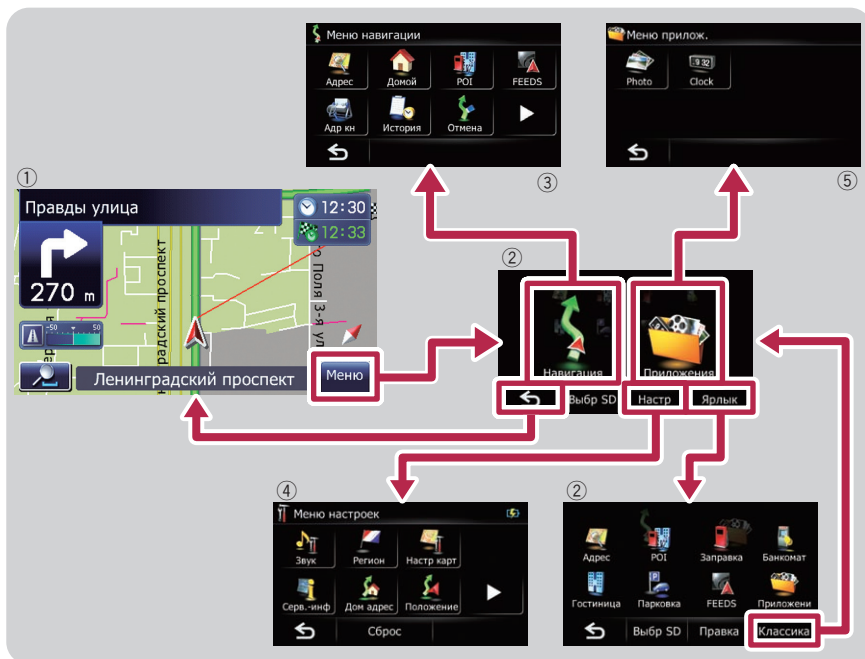 Меню навигации
Адрес Домой POI FEEDS
Адр кн История Отмена
③
Меню прилож.
Photo Clock
⑤
①
Правды улица
12:30
12:33
270 m
-50 50
Ленинградский проспект
Меню
о Поля 3-я ул
②
Навигация Приложения
Выбр SD Настр Ярлык
④
Меню настроек
Звук Регион Настр карт
Серв.-инф Дом адрес Положение
Сброс
②
Адрес POI Заправка Банкомат
Гостиница Парковка FEEDS Приложени
Выбр SD Правка Классика